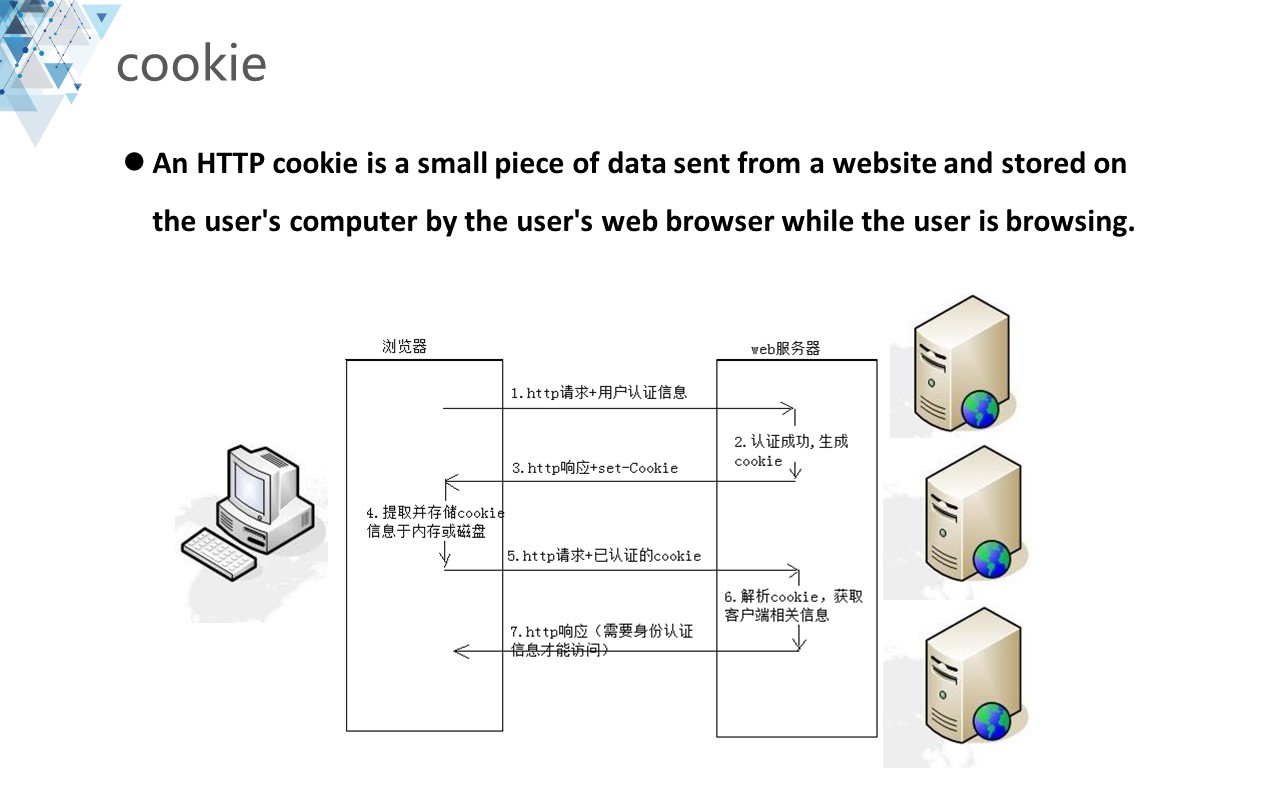 cookie
An HTTP cookie is a small piece of data sent from a website and stored on
the user's computer by the user's web browser while the user is browsing.
浏览器
web服务器
1.http请求+用户认证信息
2.认证成功,生成
cookie
3.http响应+set-Cookie
4.提取并存储cookie
信息于内存或磁盘
5.http请求+已认证的cookie
6.解析cookie，获取
客户端相关信息
7.http响应（需要身份认证
信息才能访问）